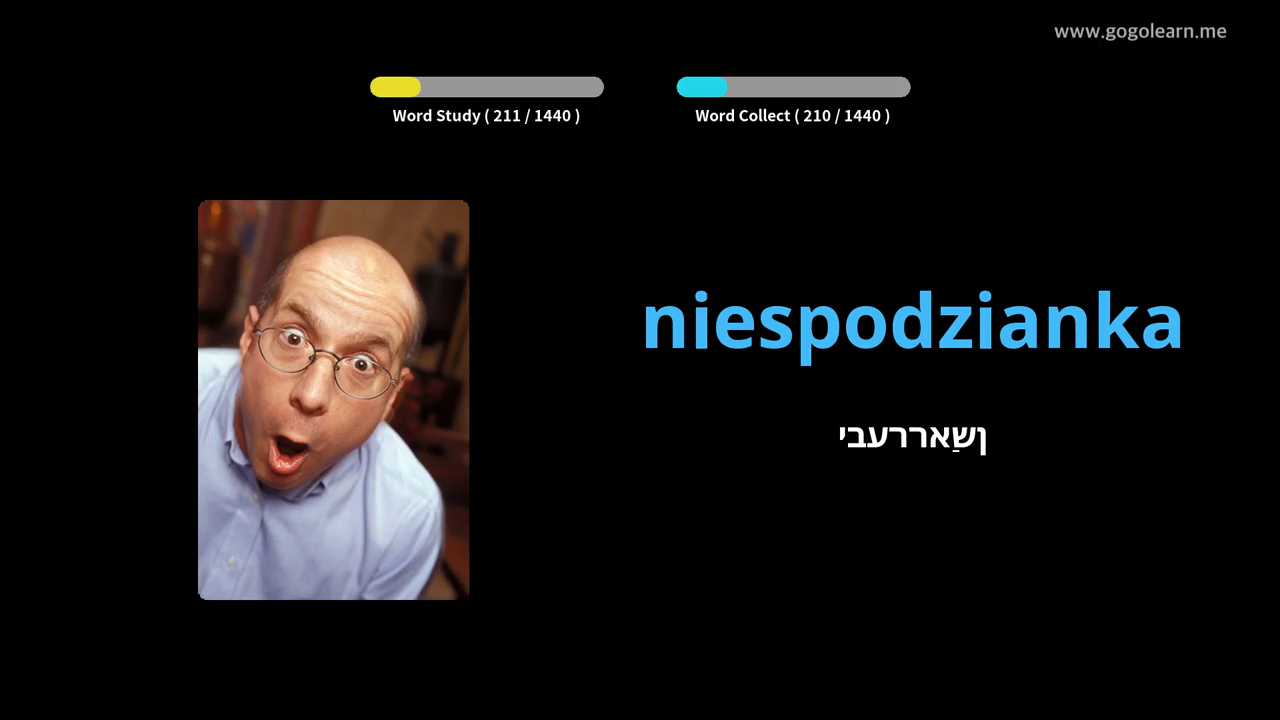 www.gogolearn.me
Word Study ( 211 / 1440 )
Word Collect ( 210 / 1440 )
niespodzianka
ןשַאררעבי